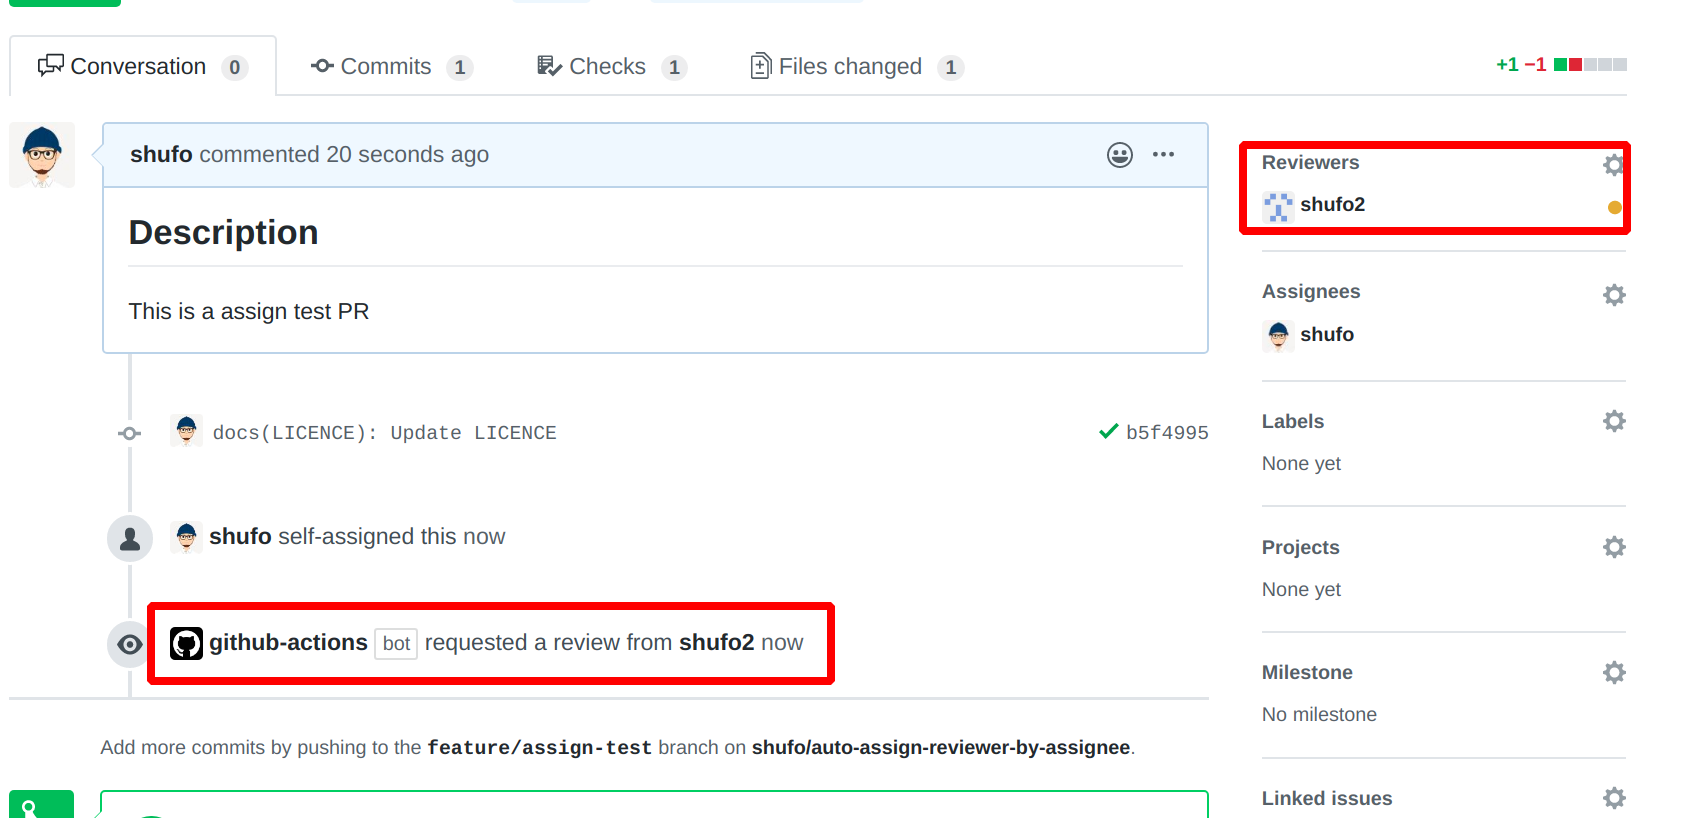 Conversation 0 Commits 1 Checks 1 Files changed 1 +1 −1
shufo commented 20 seconds ago
Description
This is a assign test PR
docs(LICENCE): Update LICENCE b5f4995
shufo self-assigned this now
github-actions bot requested a review from shufo2 now
Add more commits by pushing to the feature/assign-test branch on shufo/auto-assign-reviewer-by-assignee.
Reviewers
shufo2
Assignees
shufo
Labels
None yet
Projects
None yet
Milestone
No milestone
Linked issues